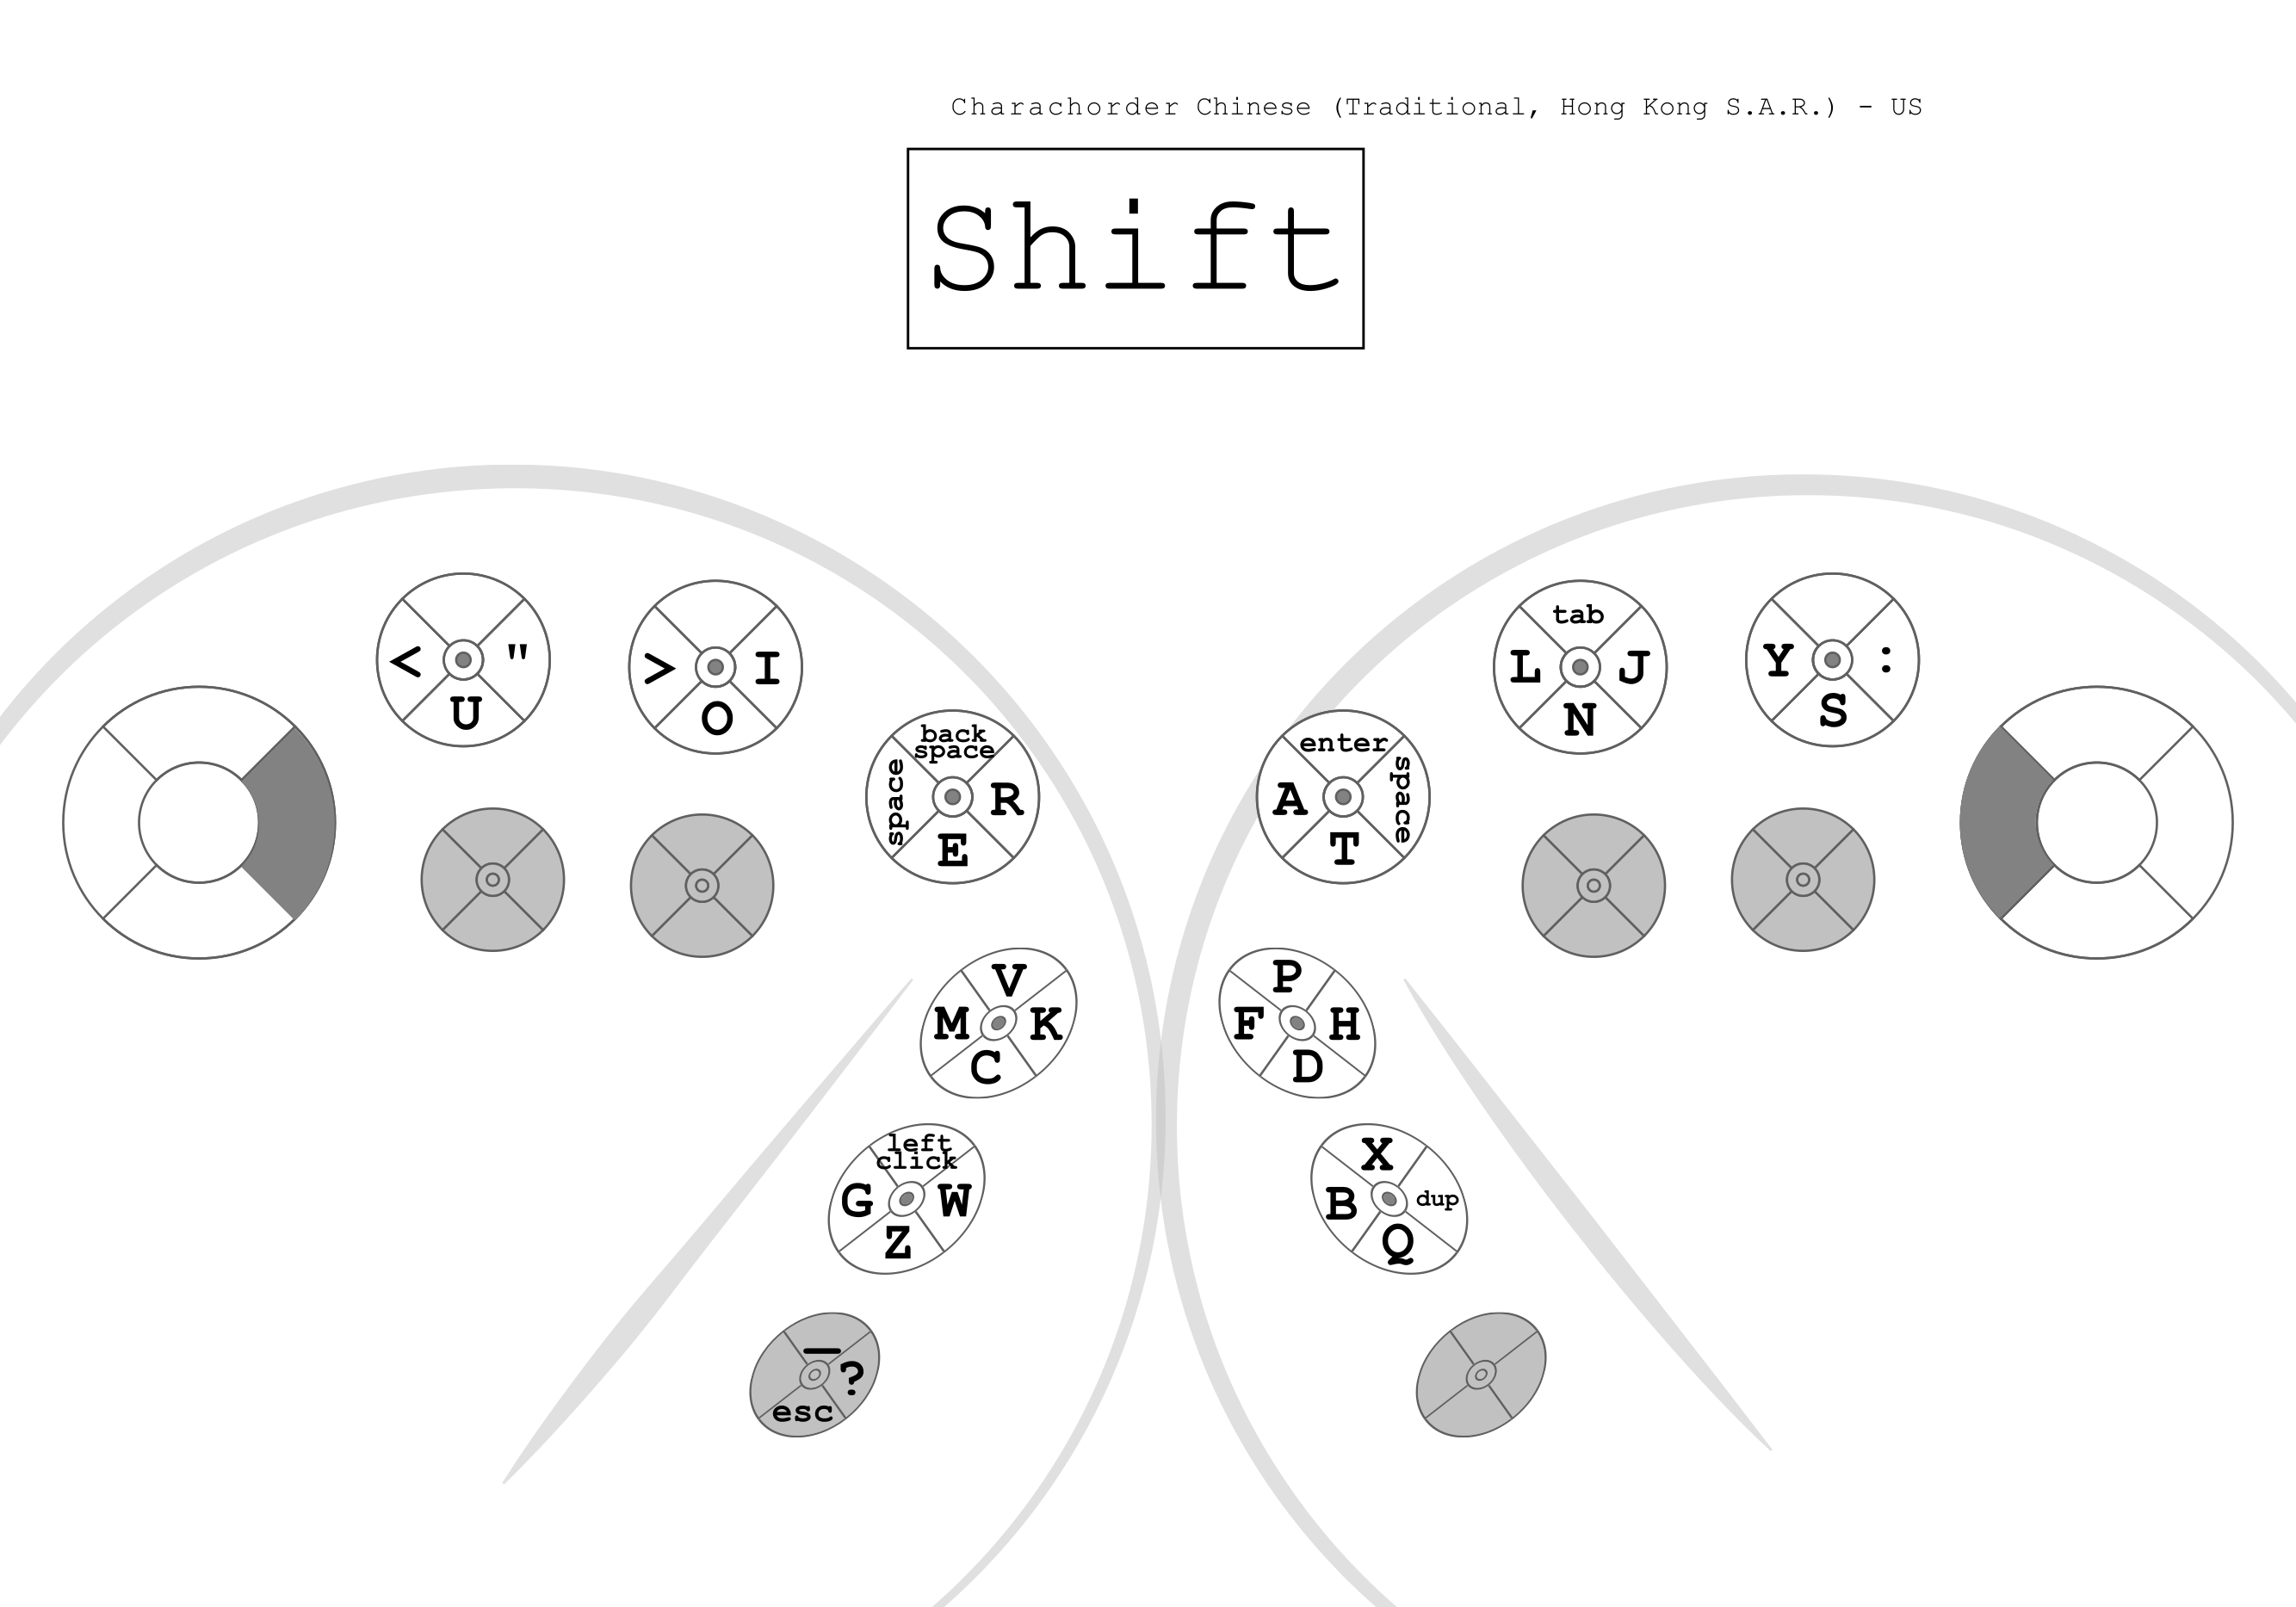 Charachorder Chinese (Traditional, Hong Kong S.A.R.) - US
Shift
< "
U
> I
O
back
space
space R
E
enter
A space
T
tab
L J
N
Y :
S
V
M K
C
P
F H
D
left
click
G W
Z
X
B dup
Q
_
?
esc